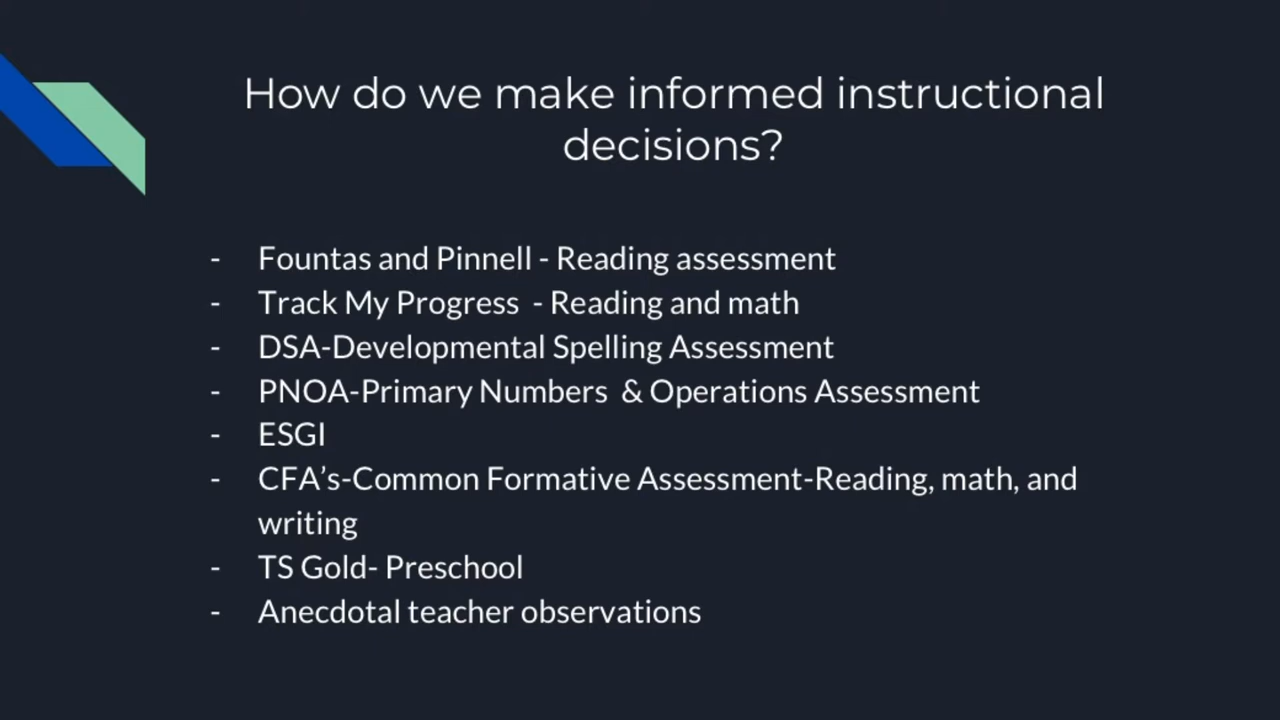 How do we make informed instructional
decisions?
- Fountas and Pinnell - Reading assessment
- Track My Progress  - Reading and math
- DSA-Developmental Spelling Assessment
- PNOA-Primary Numbers  & Operations Assessment
- ESGI
- CFA’s-Common Formative Assessment-Reading, math, and
writing
- TS Gold- Preschool
- Anecdotal teacher observations